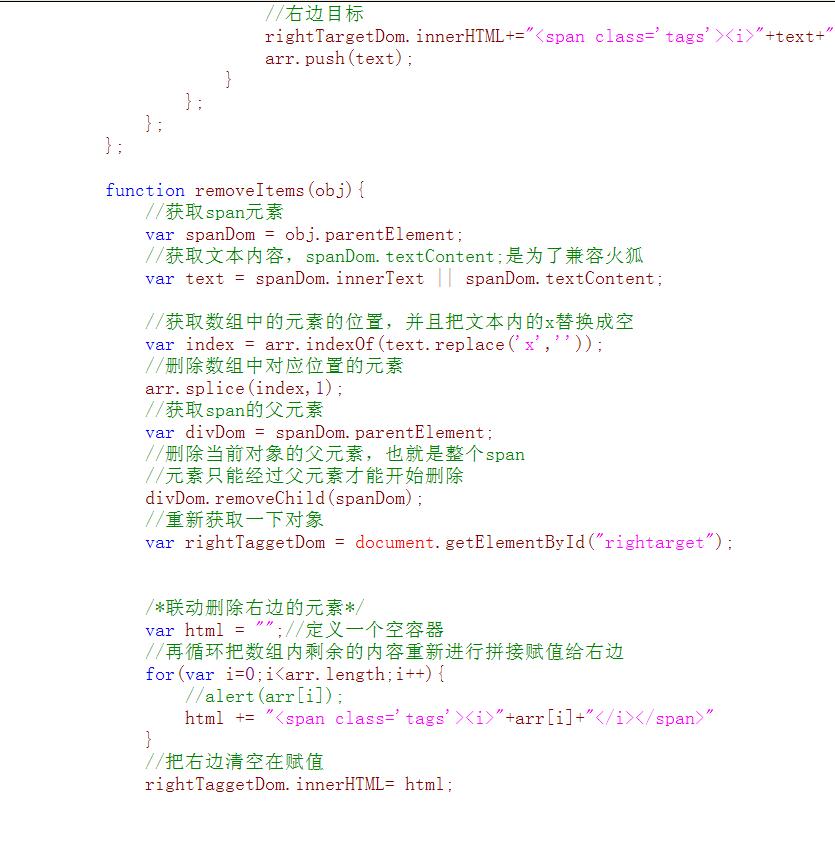 //右边目标
rightTargetDom.innerHTML+="<span class='tags'><i>"+text+"
arr.push(text);
}
};
};
};
function removeItems(obj){
//获取span元素
var spanDom = obj.parentElement;
//获取文本内容，spanDom.textContent;是为了兼容火狐
var text = spanDom.innerText || spanDom.textContent;
//获取数组中的元素的位置，并且把文本内的x替换成空
var index = arr.indexOf(text.replace('x',''));
//删除数组中对应位置的元素
arr.splice(index,1);
//获取span的父元素
var divDom = spanDom.parentElement;
//删除当前对象的父元素，也就是整个span
//元素只能经过父元素才能开始删除
divDom.removeChild(spanDom);
//重新获取一下对象
var rightTaggetDom = document.getElementById("rightarget");
/*联动删除右边的元素*/
var html = "";//定义一个空容器
//再循环把数组内剩余的内容重新进行拼接赋值给右边
for(var i=0;i<arr.length;i++){
//alert(arr[i]);
html += "<span class='tags'><i>"+arr[i]+"</i></span>"
}
//把右边清空在赋值
rightTaggetDom.innerHTML= html;